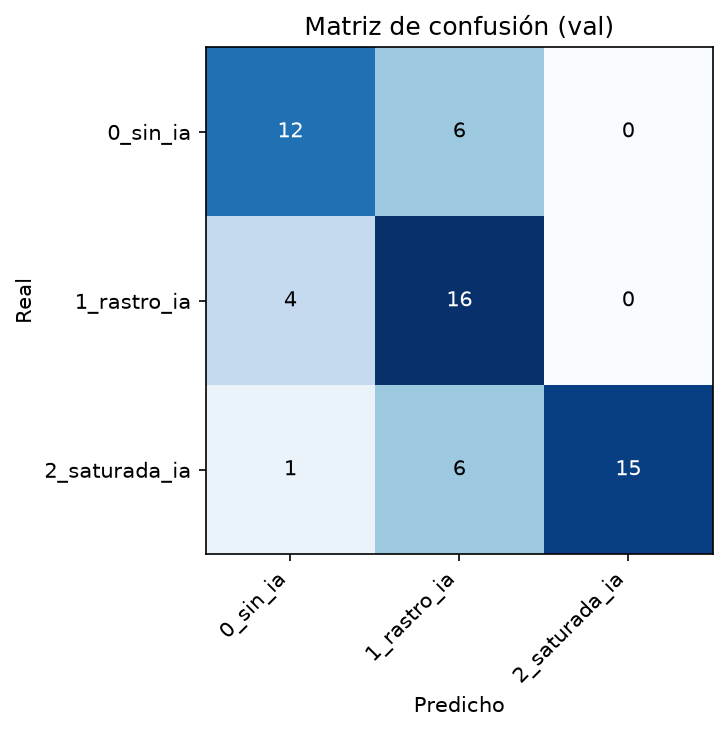 Matriz de confusión (val)
0_sin_ia
12
6
0
1_rastro_ia
4
16
0
2_saturada_ia
1
6
15
Real
0_sin_ia
1_rastro_ia
2_saturada_ia
Predicho